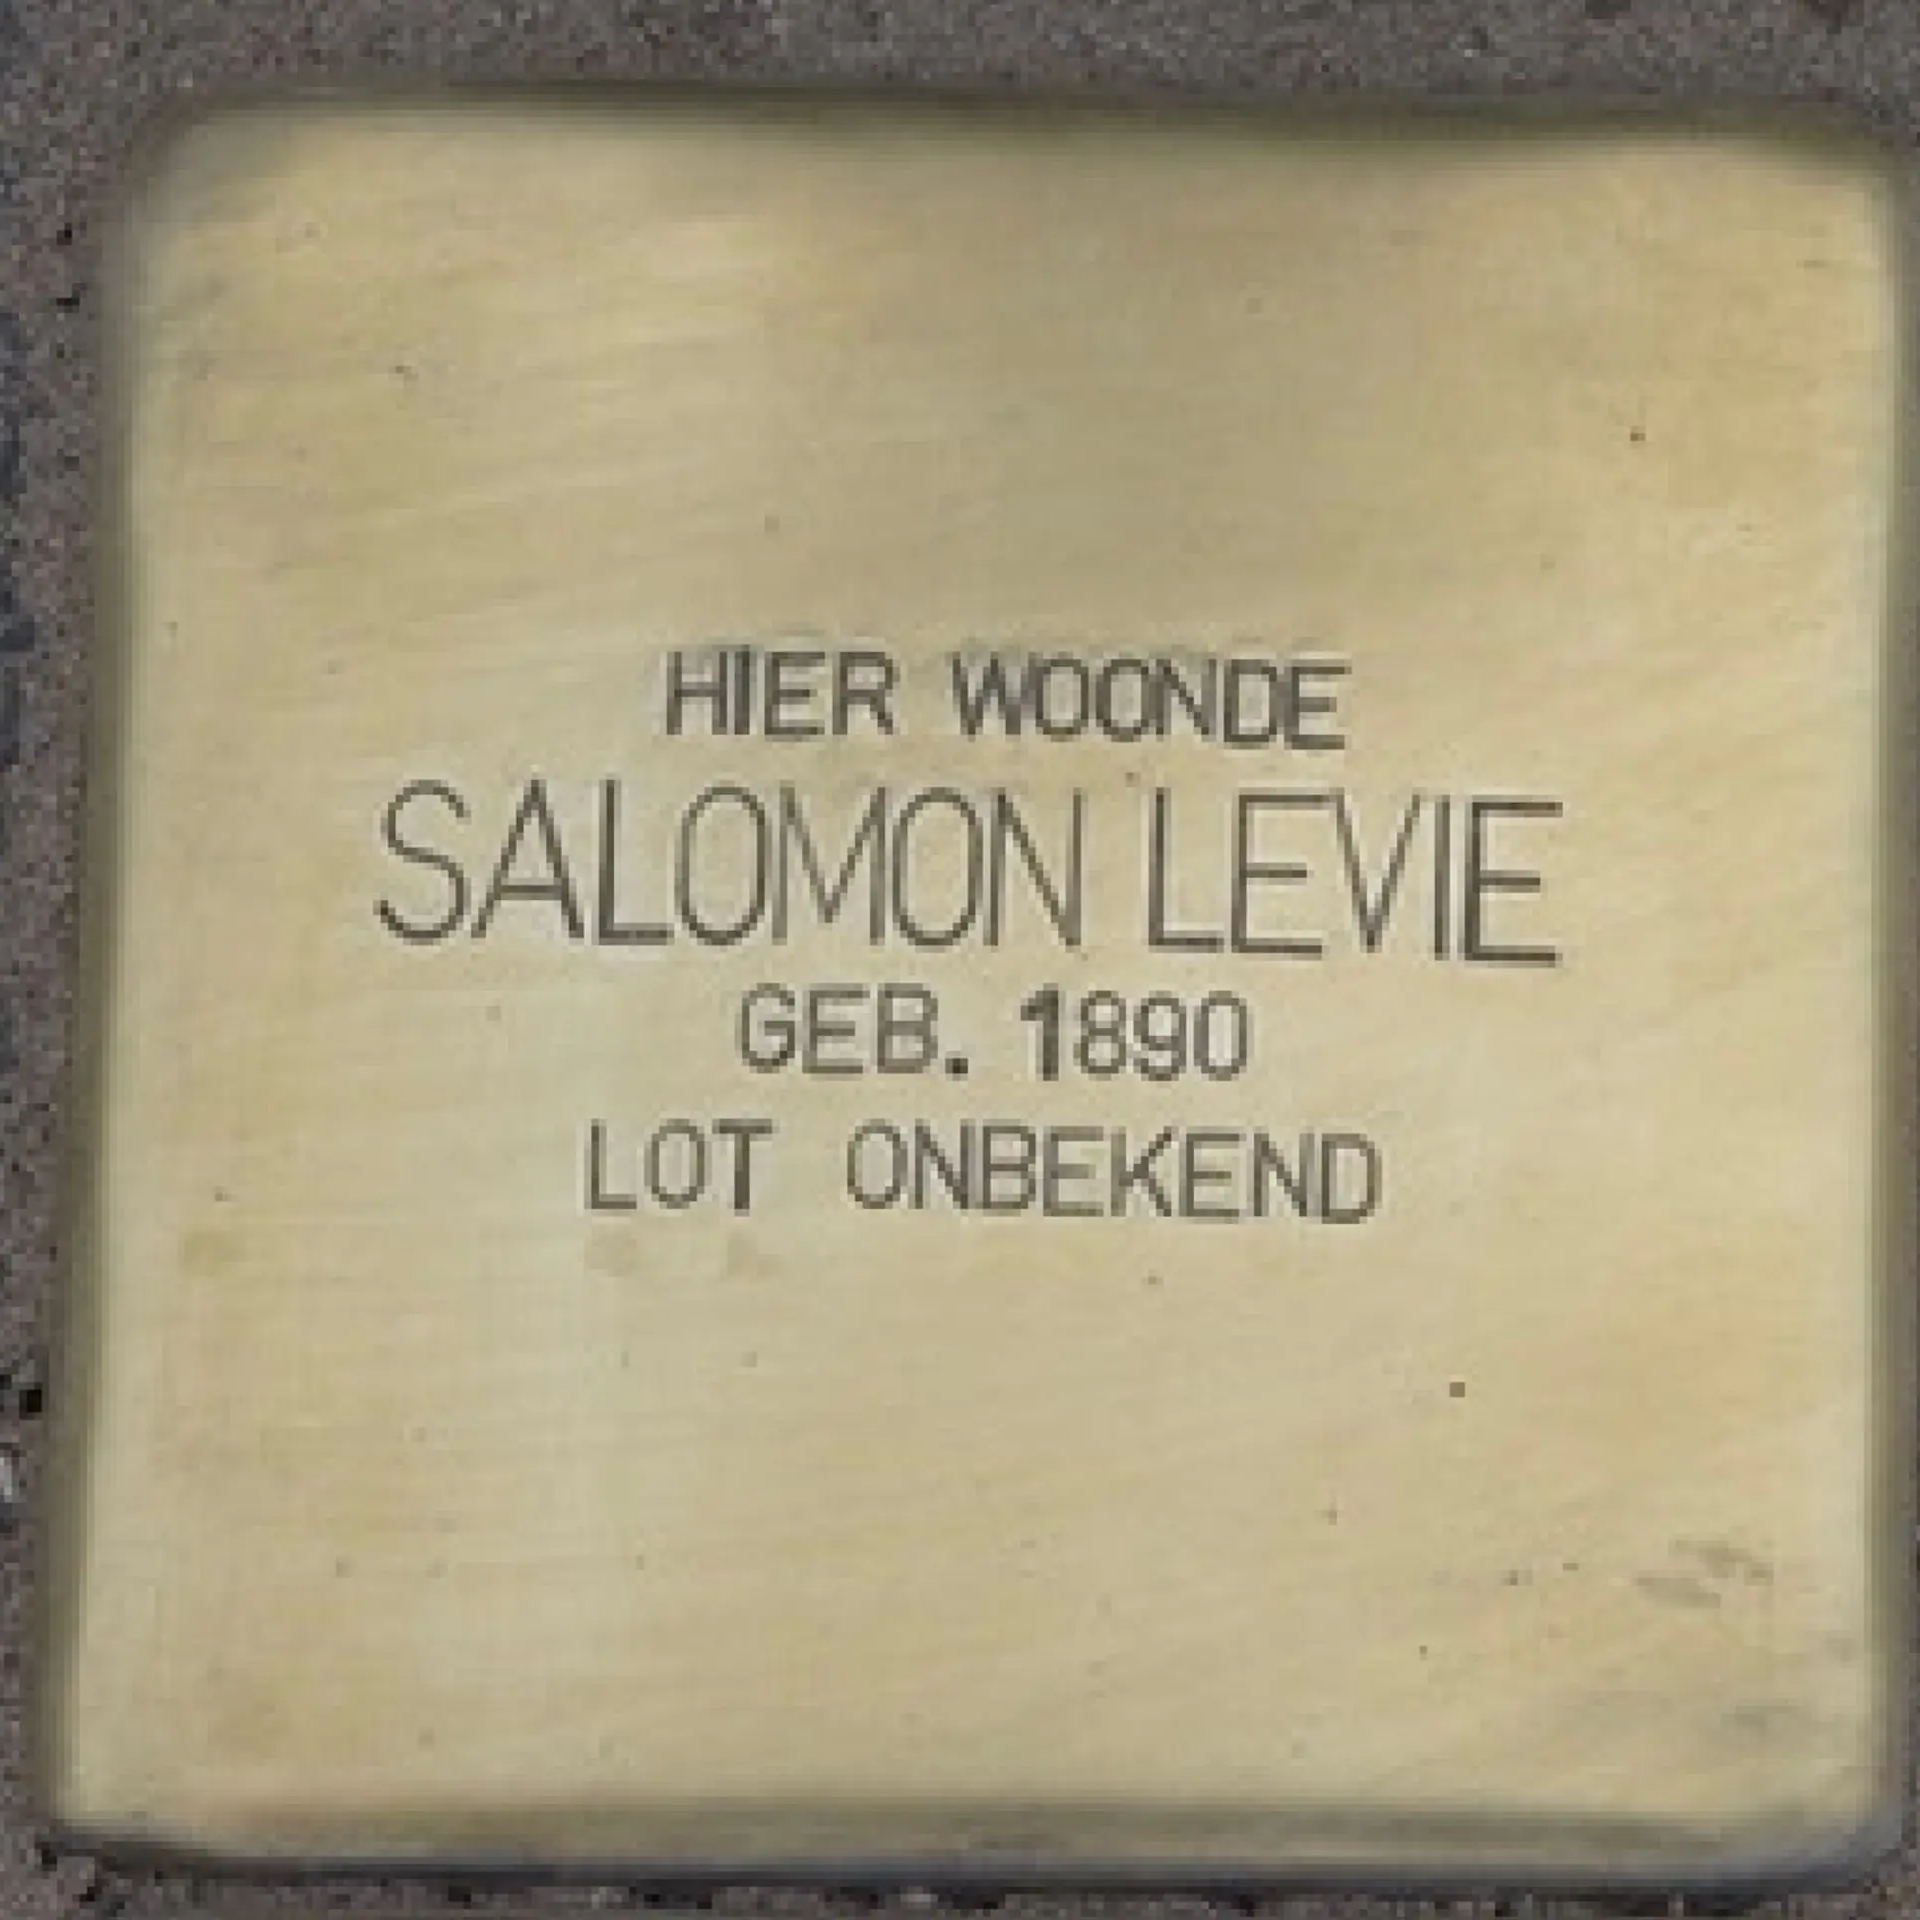 HIER WOONDE
SALOMON LEVIE
GEB. 1890
LOT ONBEKEND